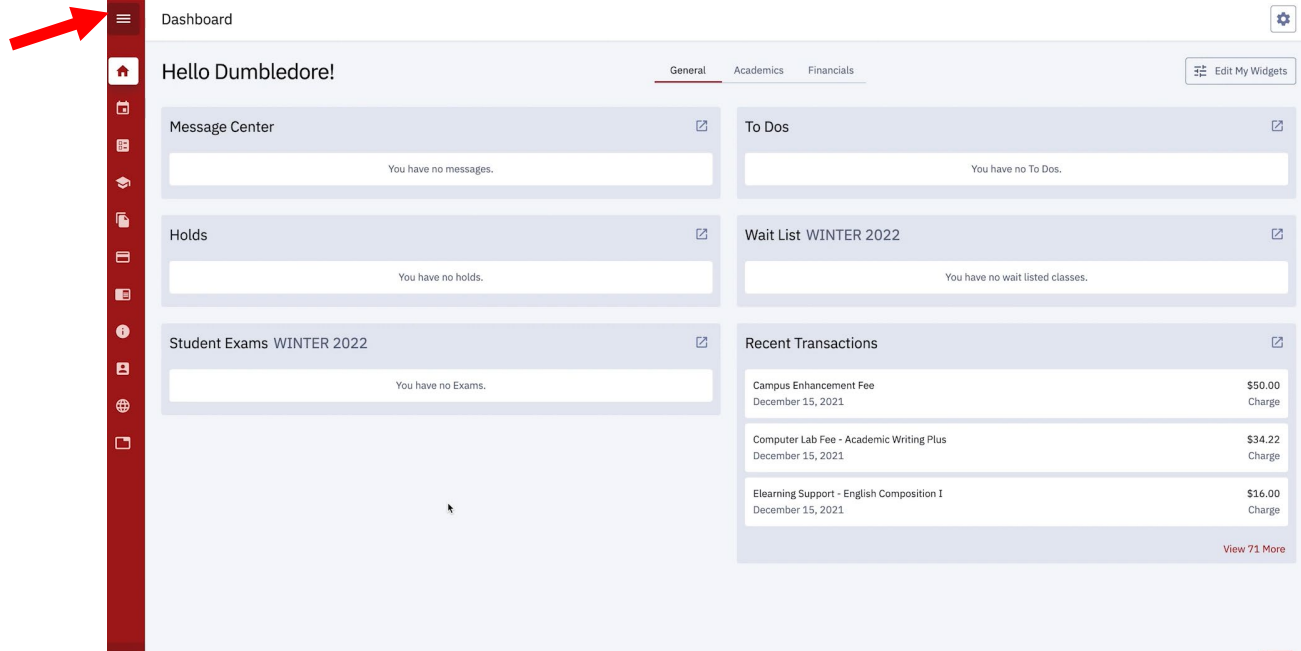 Dashboard
Hello Dumbledore!
General Academics Financials
Edit My Widgets
Message Center
You have no messages.
To Dos
You have no To Dos.
Holds
You have no holds.
Wait List WINTER 2022
You have no wait listed classes.
Student Exams WINTER 2022
You have no Exams.
Recent Transactions
Campus Enhancement Fee $50.00
December 15, 2021 Charge
Computer Lab Fee - Academic Writing Plus $34.22
December 15, 2021 Charge
Elearning Support - English Composition I $16.00
December 15, 2021 Charge
View 71 More